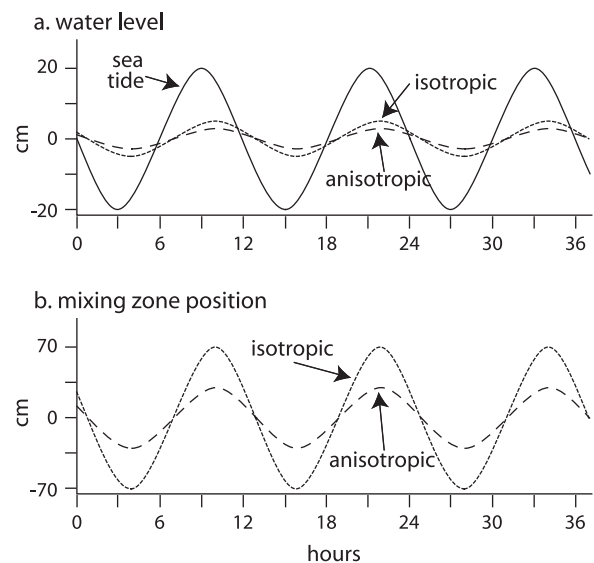 a. water level
sea
tide
isotropic
anisotropic
20
0
-20
cm
0 6 12 18 24 30 36
b. mixing zone position
isotropic
anisotropic
70
0
-70
cm
0 6 12 18 24 30 36
hours